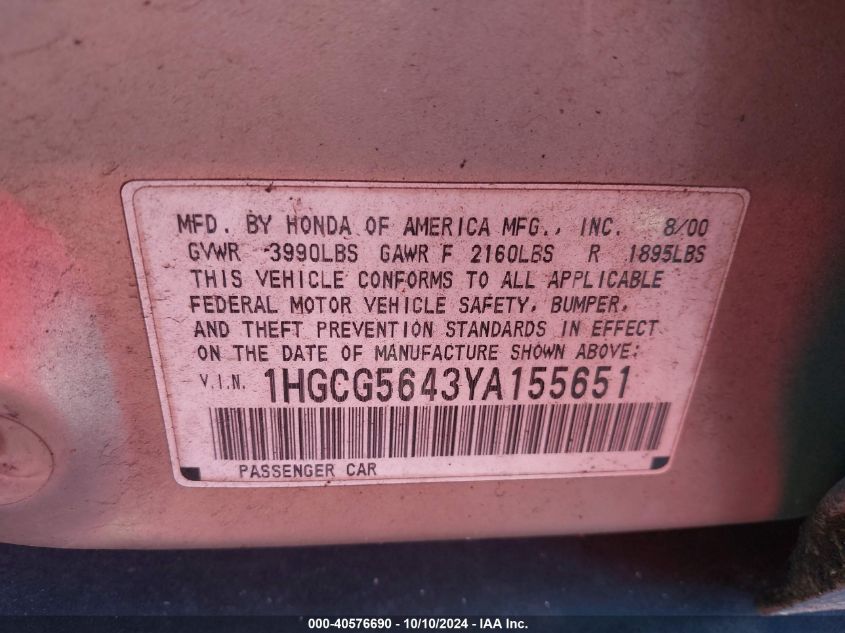 MFD. BY HONDA OF AMERICA MFG., INC. 8/00
GVWR 3990LBS GAWR F 2160LBS R 1895LBS
THIS VEHICLE CONFORMS TO ALL APPLICABLE
FEDERAL MOTOR VEHICLE SAFETY, BUMPER,
AND THEFT PREVENTION STANDARDS IN EFFECT
ON THE DATE OF MANUFACTURE SHOWN ABOVE:
V.I.N. 1HGCG5643YA155651
PASSENGER CAR
000-40576690 - 10/10/2024 - IAA Inc.